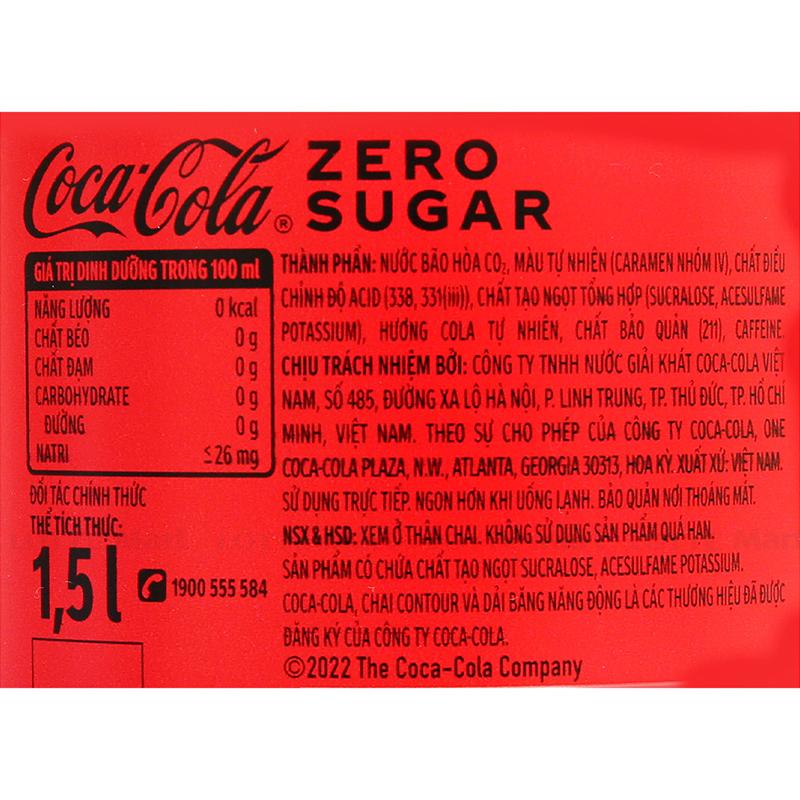 Coca-Cola® ZERO SUGAR
GIÁ TRỊ DINH DƯỠNG TRONG 100 ml
NĂNG LƯỢNG 0 kcal
CHẤT BÉO 0 g
CHẤT ĐẠM 0 g
CARBOHYDRATE 0 g
ĐƯỜNG 0 g
NATRI ≤ 26 mg
ĐỐI TÁC CHÍNH THỨC
THỂ TÍCH THỰC:
1,5 l
1900 555 584
THÀNH PHẦN: NƯỚC BÃO HÒA CO₂, MÀU TỰ NHIÊN (CARAMEN NHÓM IV), CHẤT ĐIỀU
CHỈNH ĐỘ ACID (338, 331(iii)), CHẤT TẠO NGỌT TỔNG HỢP (SUCRALOSE, ACESULFAME
POTASSIUM), HƯƠNG COLA TỰ NHIÊN, CHẤT BẢO QUẢN (211), CAFFEINE.
CHỊU TRÁCH NHIỆM BỞI: CÔNG TY TNHH NƯỚC GIẢI KHÁT COCA-COLA VIỆT
NAM, SỐ 485, ĐƯỜNG XA LỘ HÀ NỘI, P. LINH TRUNG, TP. THỦ ĐỨC, TP. HỒ CHÍ
MINH, VIỆT NAM. THEO SỰ CHO PHÉP CỦA CÔNG TY COCA-COLA, ONE
COCA-COLA PLAZA, N.W., ATLANTA, GEORGIA 30313, HOA KỲ. XUẤT XỨ: VIỆT NAM.
SỬ DỤNG TRỰC TIẾP. NGON HƠN KHI UỐNG LẠNH. BẢO QUẢN NƠI THOÁNG MÁT.
NSX & HSD: XEM Ở THÂN CHAI. KHÔNG SỬ DỤNG SẢN PHẨM QUÁ HẠN.
SẢN PHẨM CÓ CHỨA CHẤT TẠO NGỌT SUCRALOSE, ACESULFAME POTASSIUM.
COCA-COLA, CHAI CONTOUR VÀ DẢI BĂNG NĂNG ĐỘNG LÀ CÁC THƯƠNG HIỆU ĐÃ ĐƯỢC
ĐĂNG KÝ CỦA CÔNG TY COCA-COLA.
©2022 The Coca-Cola Company